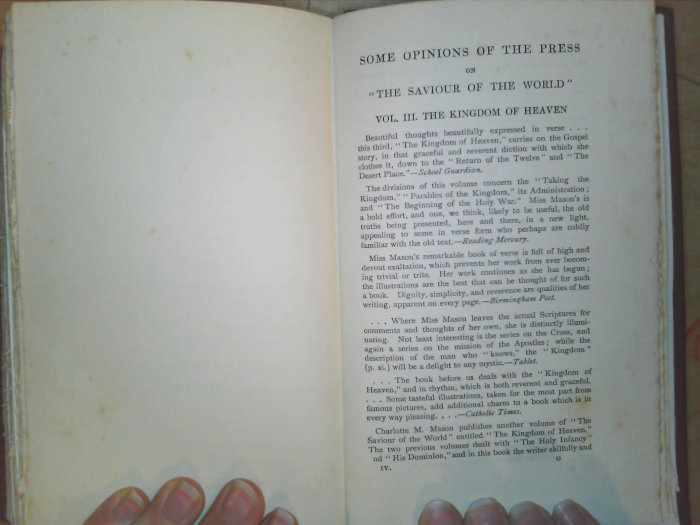 SOME OPINIONS OF THE PRESS
ON
"THE SAVIOUR OF THE WORLD"
VOL. III. THE KINGDOM OF HEAVEN
Beautiful thoughts beautifully expressed in verse . . .
this third, "The Kingdom of Heaven," carries on the Gospel
story, in that graceful and reverent diction with which she
clothes it, down to the "Return of the Twelve" and "The
Desert Place."—School Guardian.
The divisions of this volume concern the "Taking the
Kingdom," "Parables of the Kingdom," its Administration;
and "The Beginning of the Holy War." Miss Mason's is
a bold effort, and one, we think, likely to be useful, the old
truths being presented, here and there, in a new light,
appealing to some in verse form who perhaps are coldly
familiar with the old text.—Reading Mercury.
Miss Mason's remarkable book of verse is full of high and
devout exaltation, which prevents her work from ever becom-
ing trivial or trite. Her work continues as she has begun;
the illustrations are the best that can be thought of for such
a book. Dignity, simplicity, and reverence are qualities of her
writing, apparent on every page.—Birmingham Post.
. . . Where Miss Mason leaves the actual Scriptures for
comments and thoughts of her own, she is distinctly illumi-
nating. Not least interesting is the series on the Cross, and
again a series on the mission of the Apostles; while the
description of the man who "knows," the "Kingdom"
(p. xi.) will be a delight to any mystic.—Tablet.
. . . The book before us deals with the "Kingdom of
Heaven," and in rhythm, which is both reverent and graceful.
. . . Some tasteful illustrations, taken for the most part from
famous pictures, add additional charm to a book which is in
every way pleasing. . . .—Catholic Times.
Charlotte M. Mason publishes another volume of "The
Saviour of the World" entitled "The Kingdom of Heaven."
The two previous volumes dealt with "The Holy Infancy"
nd "His Dominion," and in this book the writer skilfully and
IV. O